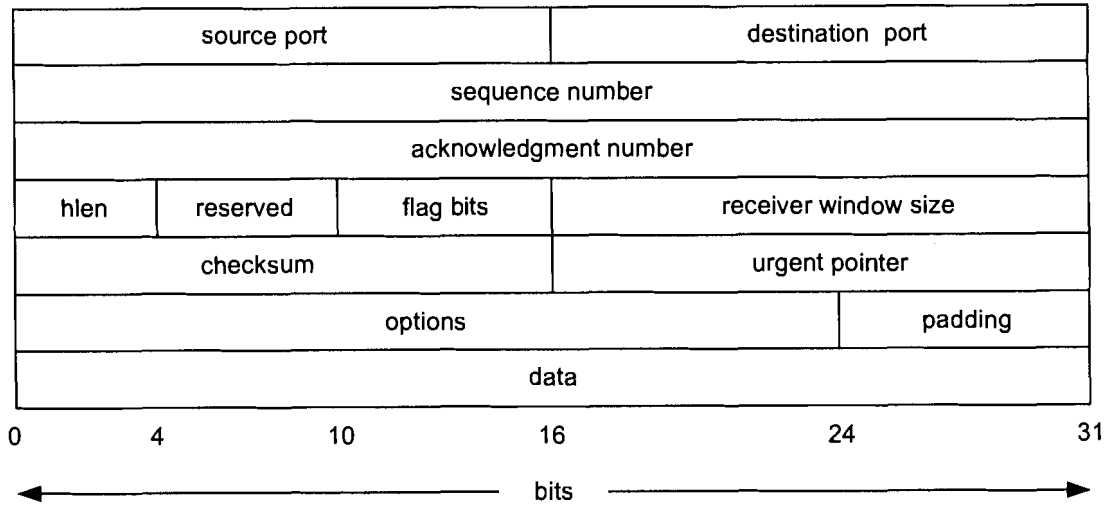 source port destination port
sequence number
acknowledgment number
hlen reserved flag bits receiver window size
checksum urgent pointer
options padding
data
0 4 10 16 24 31
bits